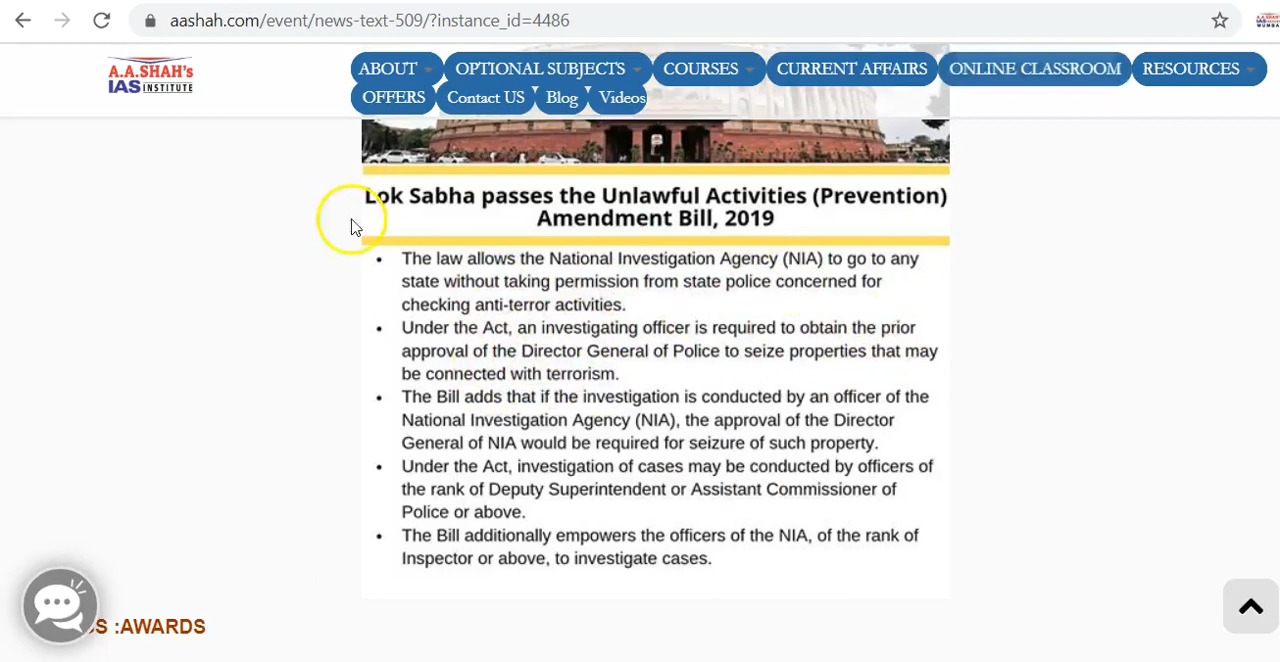 aashah.com/event/news-text-509/?instance_id=4486
A.A.SHAH's
IAS INSTITUTE
ABOUT OPTIONAL SUBJECTS COURSES CURRENT AFFAIRS ONLINE CLASSROOM RESOURCES
OFFERS Contact US Blog Videos
Lok Sabha passes the Unlawful Activities (Prevention)
Amendment Bill, 2019
• The law allows the National Investigation Agency (NIA) to go to any
state without taking permission from state police concerned for
checking anti-terror activities.
• Under the Act, an investigating officer is required to obtain the prior
approval of the Director General of Police to seize properties that may
be connected with terrorism.
• The Bill adds that if the investigation is conducted by an officer of the
National Investigation Agency (NIA), the approval of the Director
General of NIA would be required for seizure of such property.
• Under the Act, investigation of cases may be conducted by officers of
the rank of Deputy Superintendent or Assistant Commissioner of
Police or above.
• The Bill additionally empowers the officers of the NIA, of the rank of
Inspector or above, to investigate cases.
:AWARDS